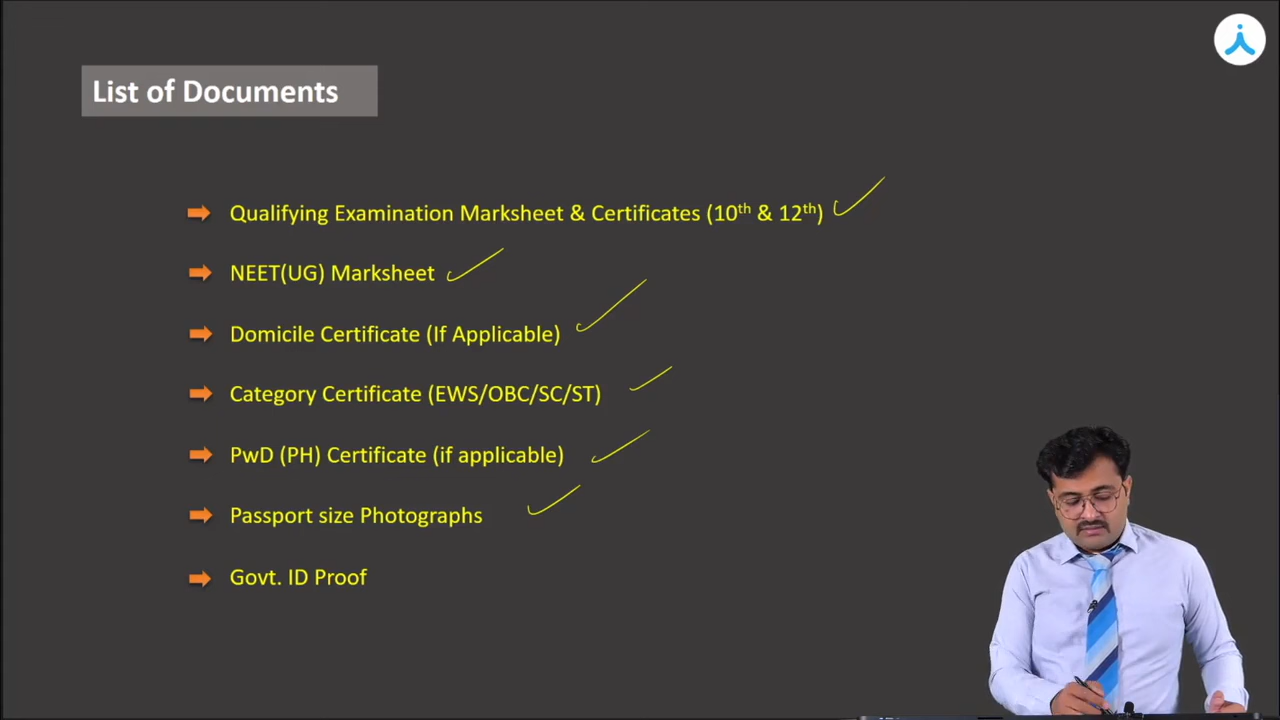 List of Documents
Qualifying Examination Marksheet & Certificates (10th & 12th)
NEET(UG) Marksheet
Domicile Certificate (If Applicable)
Category Certificate (EWS/OBC/SC/ST)
PwD (PH) Certificate (if applicable)
Passport size Photographs
Govt. ID Proof